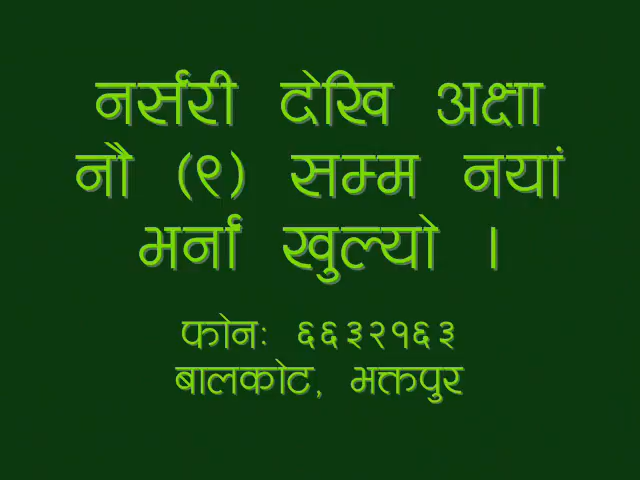 नर्सरी देखि अक्षा
नौ (९) सम्म नयां
भर्ना खुल्यो ।
फोनः ६६३२१६३
बालकोट, भक्तपुर